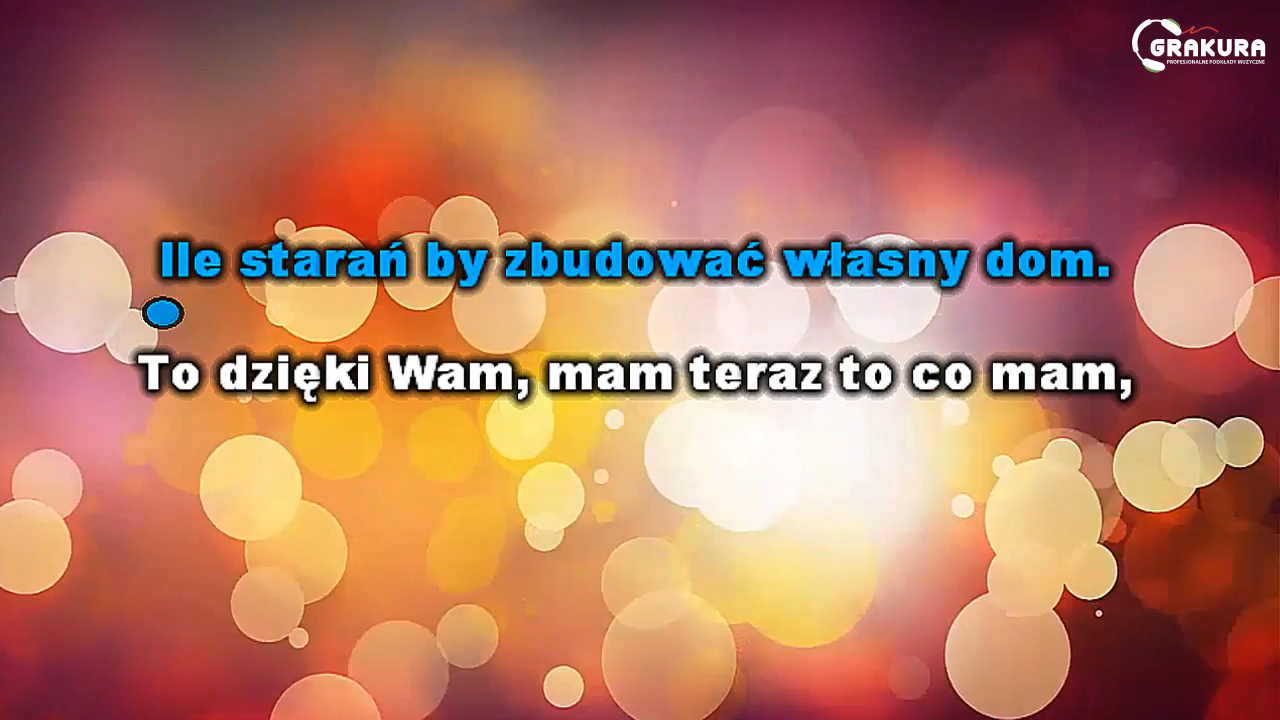 GRAKURA
PROFESJONALNE PODKŁADY MUZYCZNE
Ile starań by zbudować własny dom.
To dzięki Wam, mam teraz to co mam,